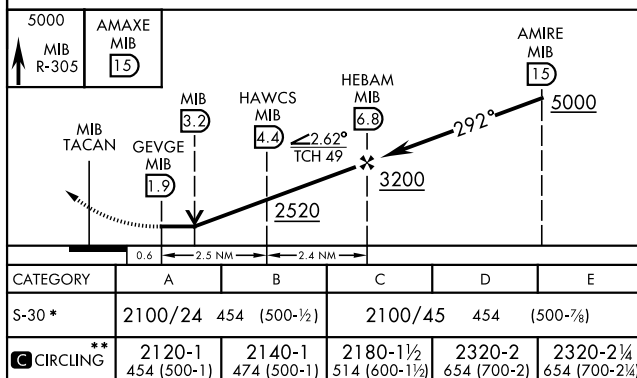 5000
MIB
R-305
AMAXE
MIB
15
AMIRE
MIB
15
5000
292°
HEBAM
MIB
6.8
3200
HAWCS
MIB
4.4
2.62°
TCH 49
2520
MIB
3.2
GEVGE
MIB
1.9
MIB
TACAN
0.6 2.5 NM 2.4 NM
CATEGORY A B C D E
S-30 * 2100/24 454 (500-½) 2100/45 454 (500-⅞)
C CIRCLING ** 2120-1 2140-1 2180-1½ 2320-2 2320-2¼
454 (500-1) 474 (500-1) 514 (600-1½) 654 (700-2) 654 (700-2¼)